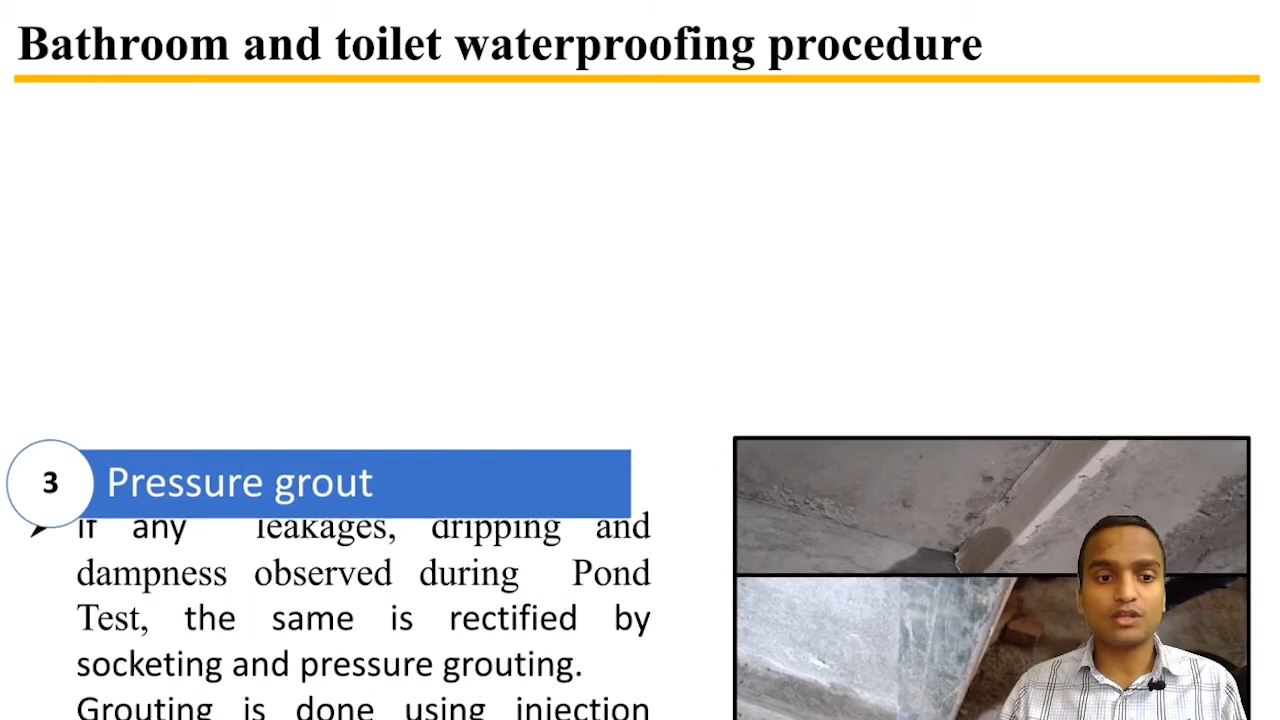 Bathroom and toilet waterproofing procedure
3 Pressure grout
If any leakages, dripping and
dampness observed during Pond
Test, the same is rectified by
socketing and pressure grouting.
Grouting is done using injection